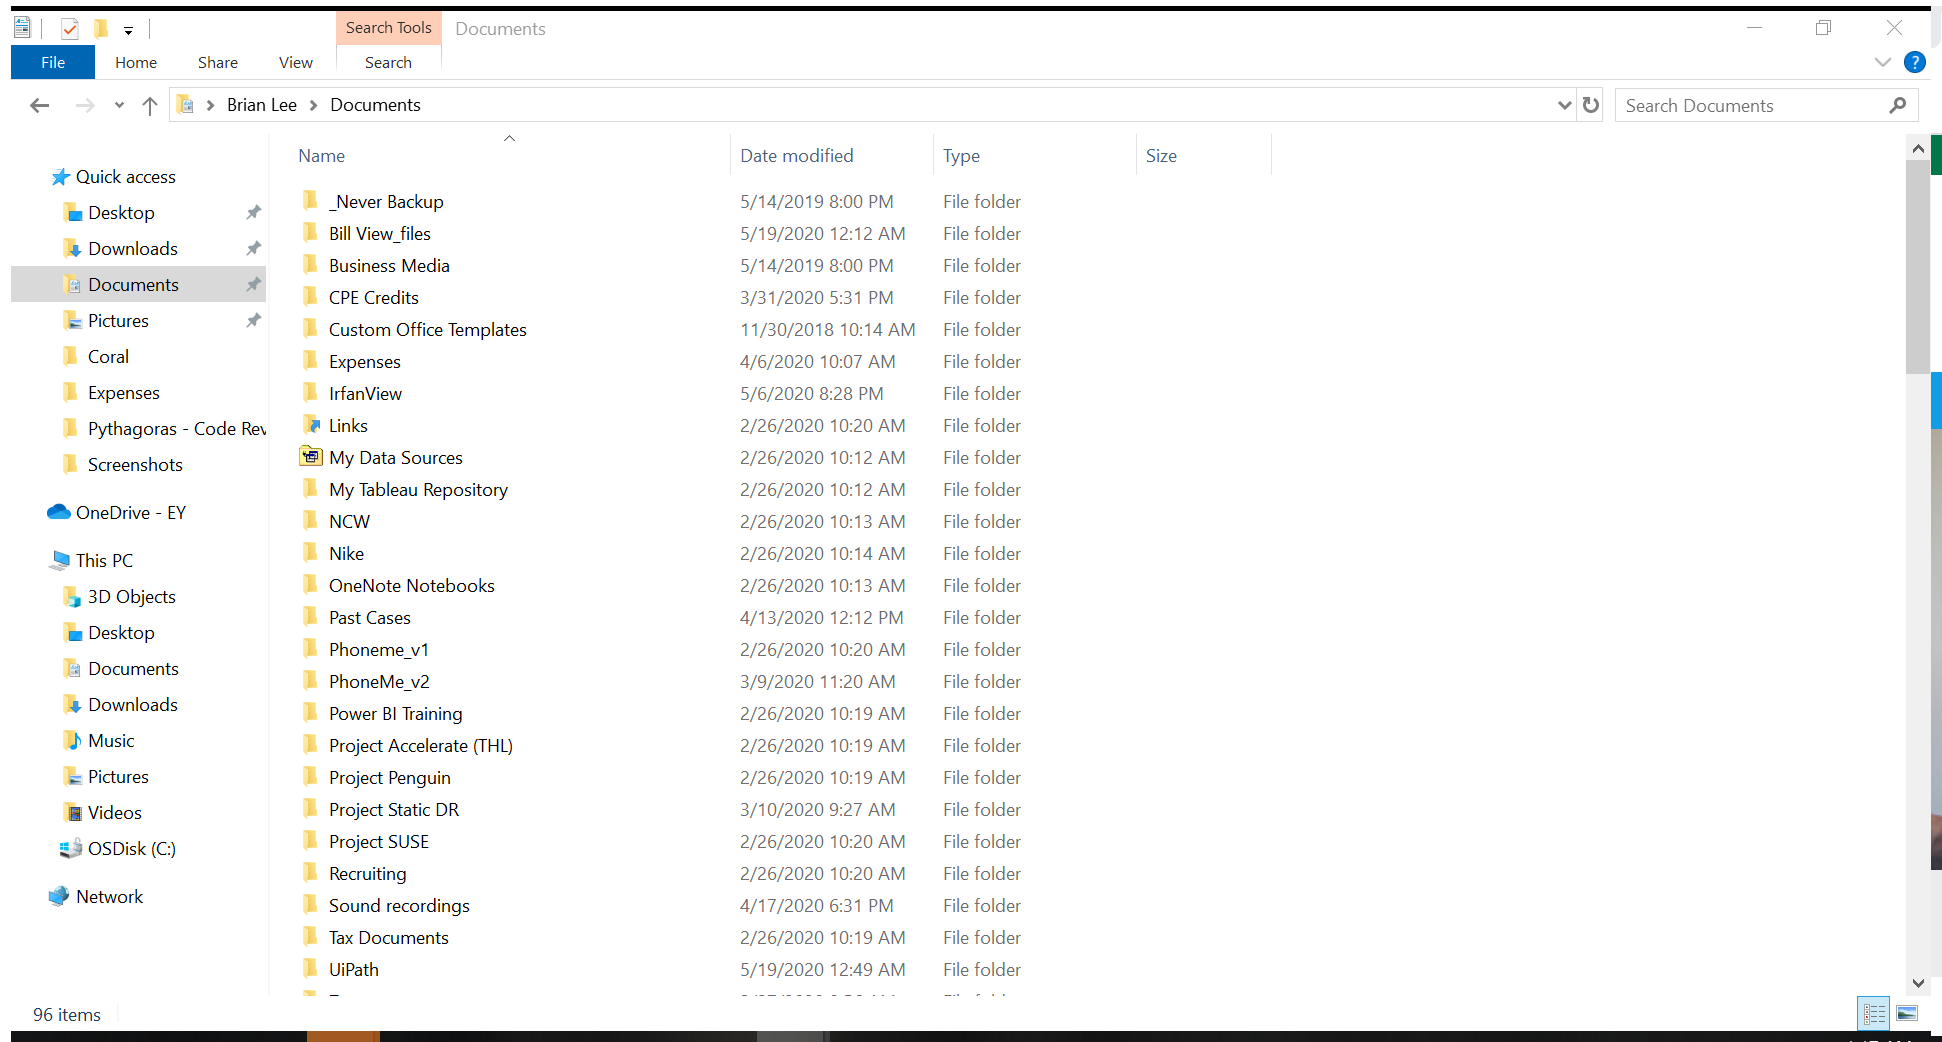 Search Tools Documents
File Home Share View Search
Brian Lee Documents Search Documents
Name Date modified Type Size
Quick access
Desktop
Downloads
Documents
Pictures
Coral
Expenses
Pythagoras - Code Rev
Screenshots
OneDrive - EY
This PC
3D Objects
Desktop
Documents
Downloads
Music
Pictures
Videos
OSDisk (C:)
Network
_Never Backup 5/14/2019 8:00 PM File folder
Bill View_files 5/19/2020 12:12 AM File folder
Business Media 5/14/2019 8:00 PM File folder
CPE Credits 3/31/2020 5:31 PM File folder
Custom Office Templates 11/30/2018 10:14 AM File folder
Expenses 4/6/2020 10:07 AM File folder
IrfanView 5/6/2020 8:28 PM File folder
Links 2/26/2020 10:20 AM File folder
My Data Sources 2/26/2020 10:12 AM File folder
My Tableau Repository 2/26/2020 10:12 AM File folder
NCW 2/26/2020 10:13 AM File folder
Nike 2/26/2020 10:14 AM File folder
OneNote Notebooks 2/26/2020 10:13 AM File folder
Past Cases 4/13/2020 12:12 PM File folder
Phoneme_v1 2/26/2020 10:20 AM File folder
PhoneMe_v2 3/9/2020 11:20 AM File folder
Power BI Training 2/26/2020 10:19 AM File folder
Project Accelerate (THL) 2/26/2020 10:19 AM File folder
Project Penguin 2/26/2020 10:19 AM File folder
Project Static DR 3/10/2020 9:27 AM File folder
Project SUSE 2/26/2020 10:20 AM File folder
Recruiting 2/26/2020 10:20 AM File folder
Sound recordings 4/17/2020 6:31 PM File folder
Tax Documents 2/26/2020 10:19 AM File folder
UiPath 5/19/2020 12:49 AM File folder
96 items